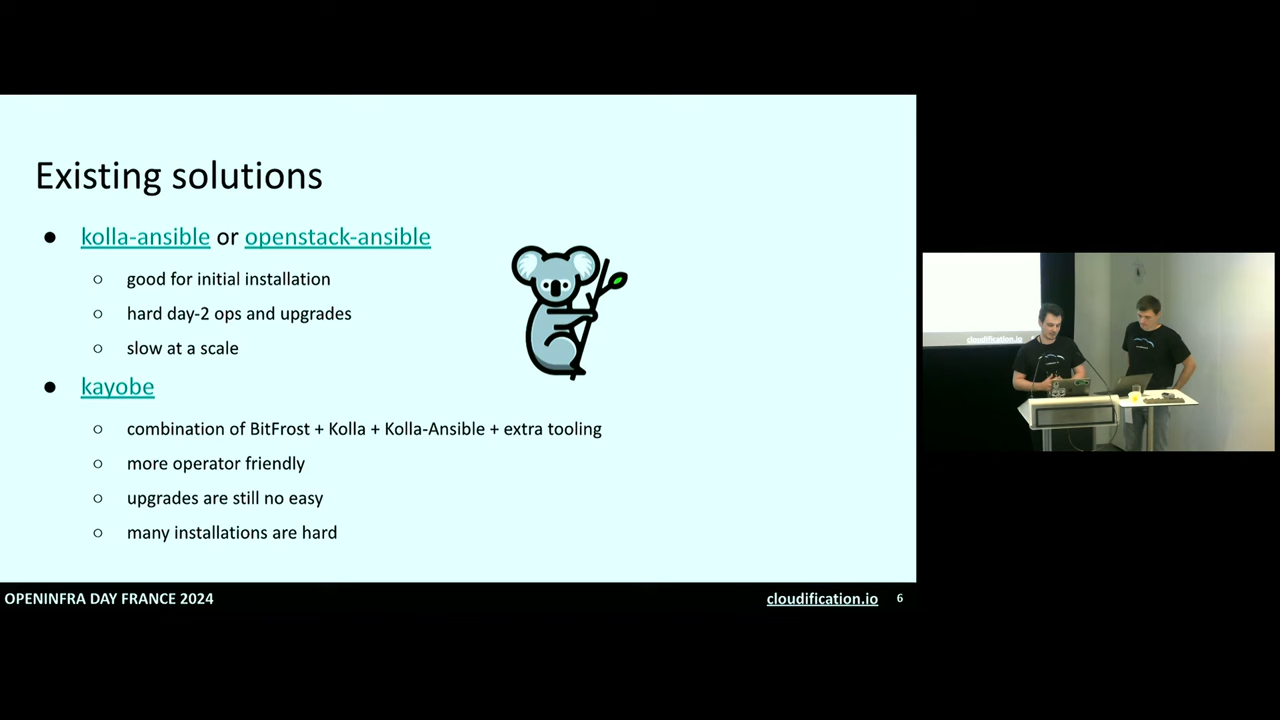 Existing solutions
● kolla-ansible or openstack-ansible
○ good for initial installation
○ hard day-2 ops and upgrades
○ slow at a scale
● kayobe
○ combination of BitFrost + Kolla + Kolla-Ansible + extra tooling
○ more operator friendly
○ upgrades are still no easy
○ many installations are hard
OPENINFRA DAY FRANCE 2024
cloudification.io 6
cloudification.io